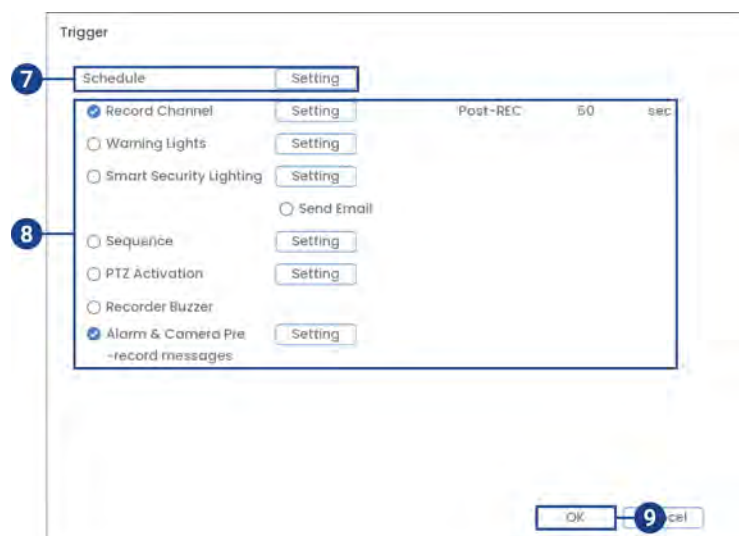 Trigger
7 Schedule Setting
Record Channel Setting Post-REC 60 sec
Warning Lights Setting
Smart Security Lighting Setting
Send Email
8 Sequence Setting
PTZ Activation Setting
Recorder Buzzer
Alarm & Camera Pre Setting
-record messages
OK 9 cel